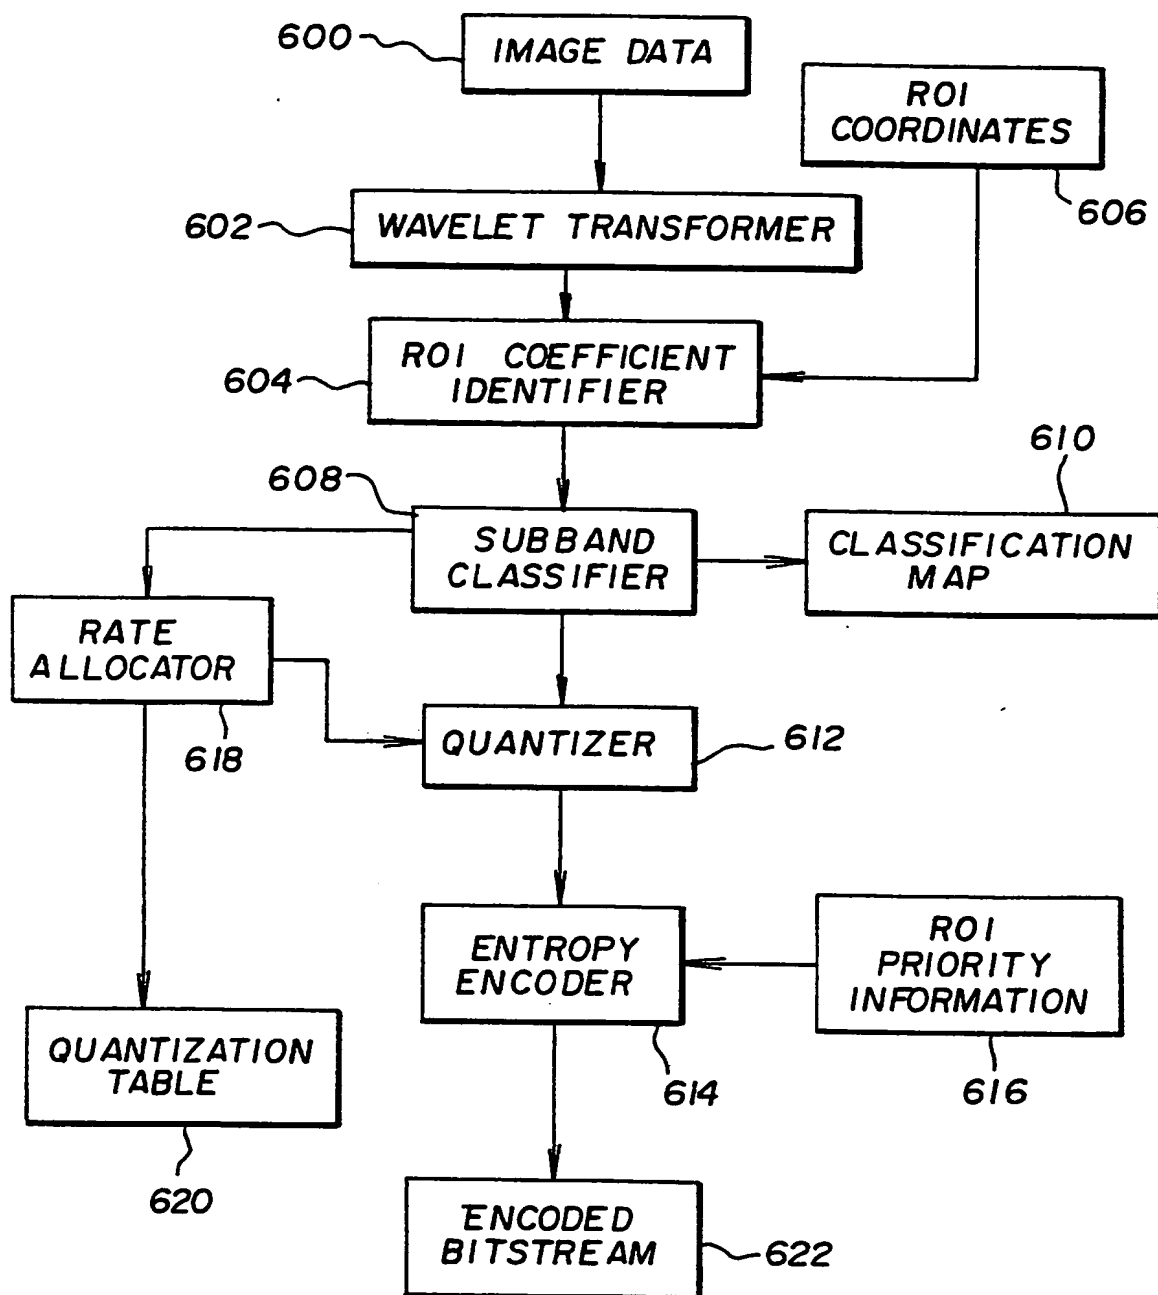 600
IMAGE DATA
ROI
COORDINATES
606
602
WAVELET TRANSFORMER
604
ROI COEFFICIENT
IDENTIFIER
608
SUBBAND
CLASSIFIER
610
CLASSIFICATION
MAP
RATE
ALLOCATOR
618
QUANTIZER
612
ENTROPY
ENCODER
614
ROI
PRIORITY
INFORMATION
616
QUANTIZATION
TABLE
620
ENCODED
BITSTREAM
622